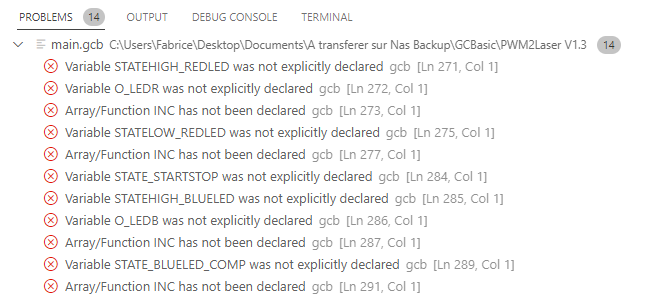 PROBLEMS 14 OUTPUT DEBUG CONSOLE TERMINAL
main.gcb C:\Users\Fabrice\Desktop\Documents\A transferer sur Nas Backup\GCBasic\PWM2Laser V1.3 14
Variable STATEHIGH_REDLED was not explicitly declared gcb [Ln 271, Col 1]
Variable O_LEDR was not explicitly declared gcb [Ln 272, Col 1]
Array/Function INC has not been declared gcb [Ln 273, Col 1]
Variable STATELOW_REDLED was not explicitly declared gcb [Ln 275, Col 1]
Array/Function INC has not been declared gcb [Ln 277, Col 1]
Variable STATE_STARTSTOP was not explicitly declared gcb [Ln 284, Col 1]
Variable STATEHIGH_BLUELED was not explicitly declared gcb [Ln 285, Col 1]
Variable O_LEDB was not explicitly declared gcb [Ln 286, Col 1]
Array/Function INC has not been declared gcb [Ln 287, Col 1]
Variable STATE_BLUELED_COMP was not explicitly declared gcb [Ln 289, Col 1]
Array/Function INC has not been declared gcb [Ln 291, Col 1]